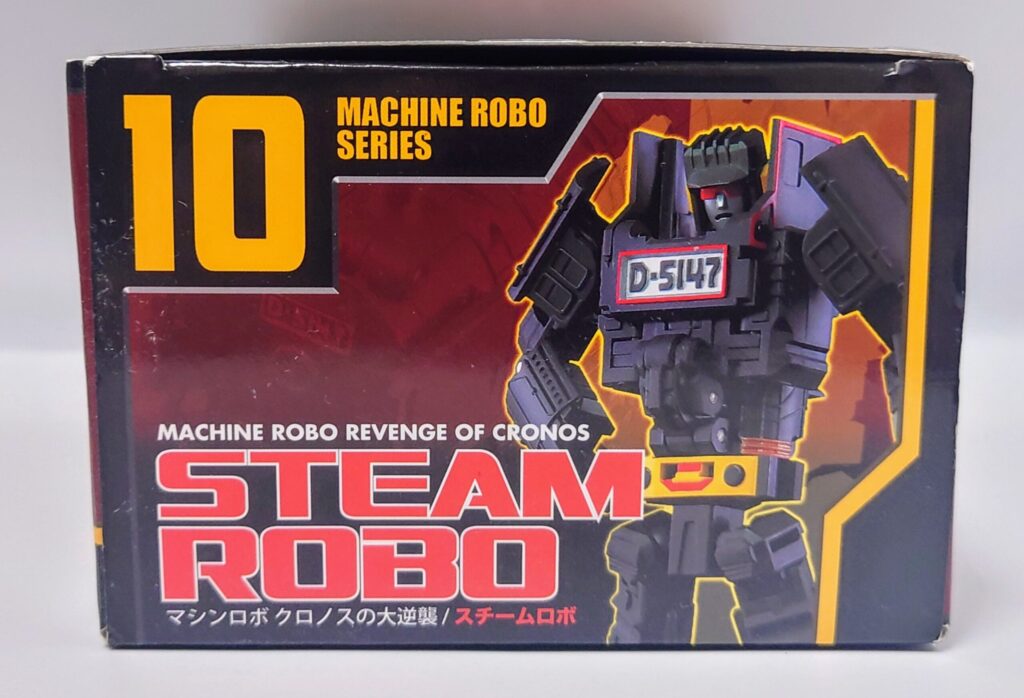 10
MACHINE ROBO
SERIES
D-5147
D-5147
MACHINE ROBO REVENGE OF CRONOS
STEAM
ROBO
マシンロボ クロノスの大逆襲 / スチームロボ